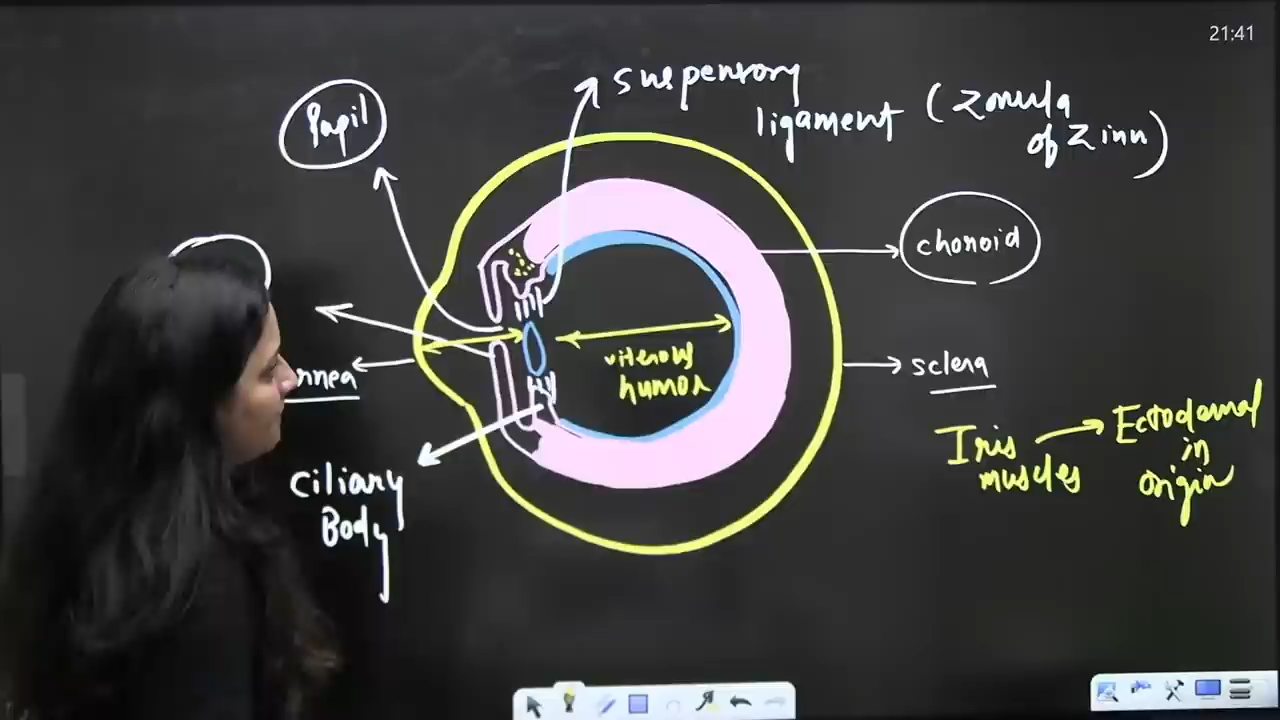 21:41
suspensory
ligament (Zonula
of Zinn)
Pupil
choroid
viterous
humor
sclera
rnea
Iris
muscles
Ectodermal
in
origin
ciliary
Body